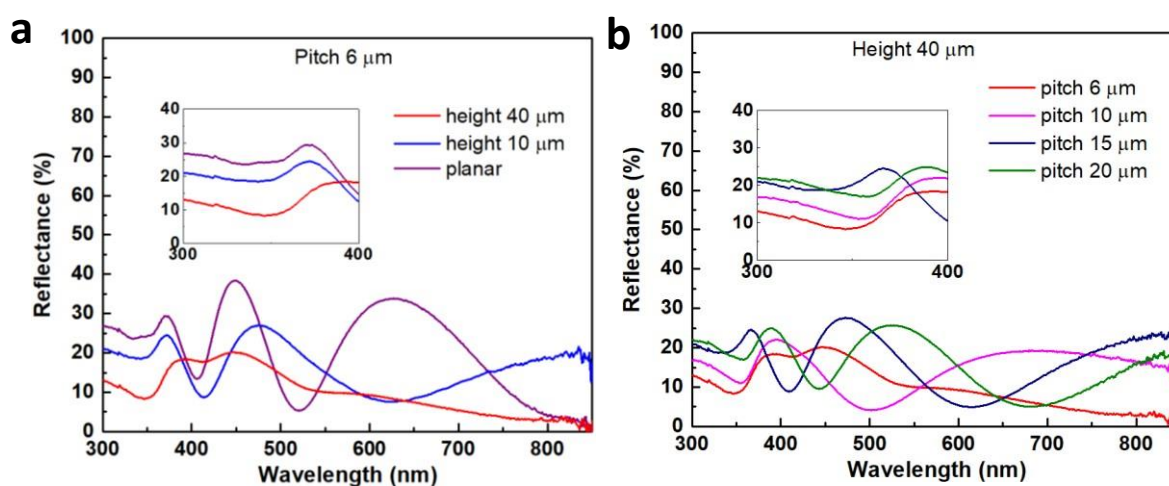 a
Pitch 6 μm
height 40 μm
height 10 μm
planar
Reflectance (%)
100
90
80
70
60
50
40
30
20
10
0
40
30
20
10
0
300 400
300 400 500 600 700 800
Wavelength (nm)
b
Height 40 μm
pitch 6 μm
pitch 10 μm
pitch 15 μm
pitch 20 μm
Reflectance (%)
100
90
80
70
60
50
40
30
20
10
0
40
30
20
10
0
300 400
300 400 500 600 700 800
Wavelength (nm)